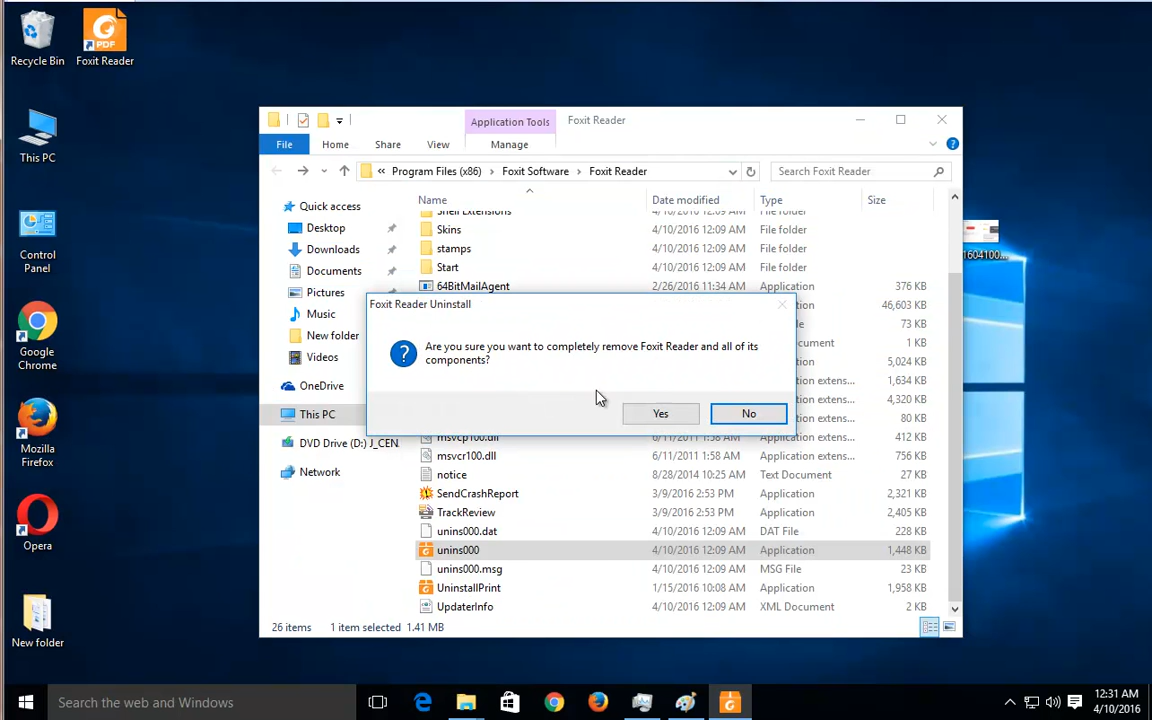 Recycle Bin
Foxit Reader
This PC
Control
Panel
Google
Chrome
Mozilla
Firefox
Opera
New folder
Application Tools
Foxit Reader
File
Home
Share
View
Manage
« Program Files (x86) > Foxit Software > Foxit Reader
Search Foxit Reader
Name
Date modified
Type
Size
Quick access
Desktop
Downloads
Documents
Pictures
Music
New folder
Videos
OneDrive
This PC
DVD Drive (D:) J_CEN.
Network
Shell Extensions 4/10/2016 12:09 AM File folder
Skins 4/10/2016 12:09 AM File folder
stamps 4/10/2016 12:09 AM File folder
Start 4/10/2016 12:09 AM File folder
64BitMailAgent 2/26/2016 11:34 AM Application 376 KB
46,603 KB
73 KB
1 KB
5,024 KB
1,634 KB
4,320 KB
80 KB
Foxit Reader Uninstall
Are you sure you want to completely remove Foxit Reader and all of its
components?
Yes
No
msvcp100.dll 6/11/2011 1:58 AM Application extens... 412 KB
msvcr100.dll 6/11/2011 1:58 AM Application extens... 756 KB
notice 8/28/2014 10:25 AM Text Document 27 KB
SendCrashReport 3/9/2016 2:53 PM Application 2,321 KB
TrackReview 3/9/2016 2:53 PM Application 2,405 KB
unins000.dat 4/10/2016 12:09 AM DAT File 228 KB
unins000 4/10/2016 12:09 AM Application 1,448 KB
unins000.msg 4/10/2016 12:09 AM MSG File 23 KB
UninstallPrint 1/15/2016 10:08 AM Application 1,958 KB
UpdaterInfo 4/10/2016 12:09 AM XML Document 2 KB
26 items 1 item selected 1.41 MB
1604100...
Search the web and Windows
12:31 AM
4/10/2016